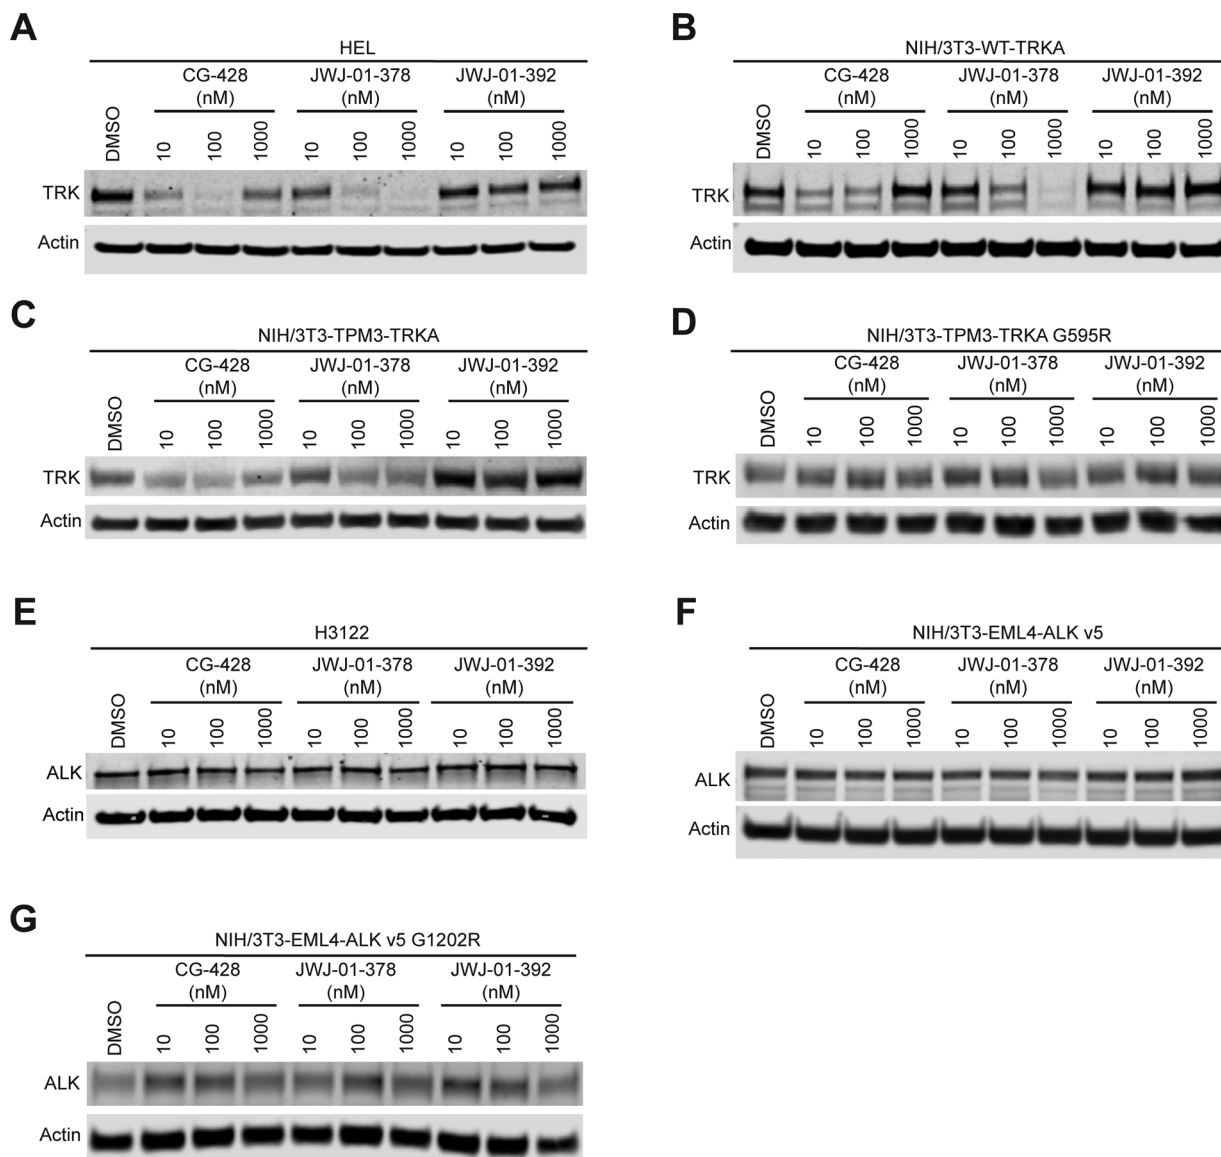 A
HEL
CG-428 JWJ-01-378 JWJ-01-392
(nM) (nM) (nM)
DMSO 10 100 1000 10 100 1000 10 100 1000
TRK
Actin
B
NIH/3T3-WT-TRKA
CG-428 JWJ-01-378 JWJ-01-392
(nM) (nM) (nM)
DMSO 10 100 1000 10 100 1000 10 100 1000
TRK
Actin
C
NIH/3T3-TPM3-TRKA
CG-428 JWJ-01-378 JWJ-01-392
(nM) (nM) (nM)
DMSO 10 100 1000 10 100 1000 10 100 1000
TRK
Actin
D
NIH/3T3-TPM3-TRKA G595R
CG-428 JWJ-01-378 JWJ-01-392
(nM) (nM) (nM)
DMSO 10 100 1000 10 100 1000 10 100 1000
TRK
Actin
E
H3122
CG-428 JWJ-01-378 JWJ-01-392
(nM) (nM) (nM)
DMSO 10 100 1000 10 100 1000 10 100 1000
ALK
Actin
F
NIH/3T3-EML4-ALK v5
CG-428 JWJ-01-378 JWJ-01-392
(nM) (nM) (nM)
DMSO 10 100 1000 10 100 1000 10 100 1000
ALK
Actin
G
NIH/3T3-EML4-ALK v5 G1202R
CG-428 JWJ-01-378 JWJ-01-392
(nM) (nM) (nM)
DMSO 10 100 1000 10 100 1000 10 100 1000
ALK
Actin